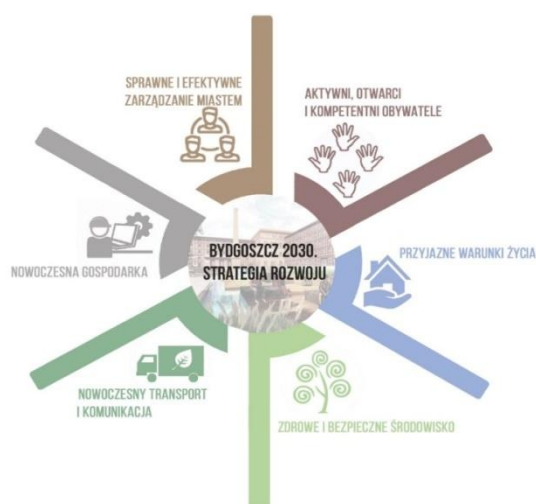 SPRAWNE I EFEKTYWNE
ZARZĄDZANIE MIASTEM
AKTYWNI, OTWARCI
I KOMPETENTNI OBYWATELE
BYDGOSZCZ 2030.
STRATEGIA ROZWOJU
PRZYJAZNE WARUNKI ŻYCIA
NOWOCZESNA GOSPODARKA
NOWOCZESNY TRANSPORT
I KOMUNIKACJA
ZDROWE I BEZPIECZNE ŚRODOWISKO